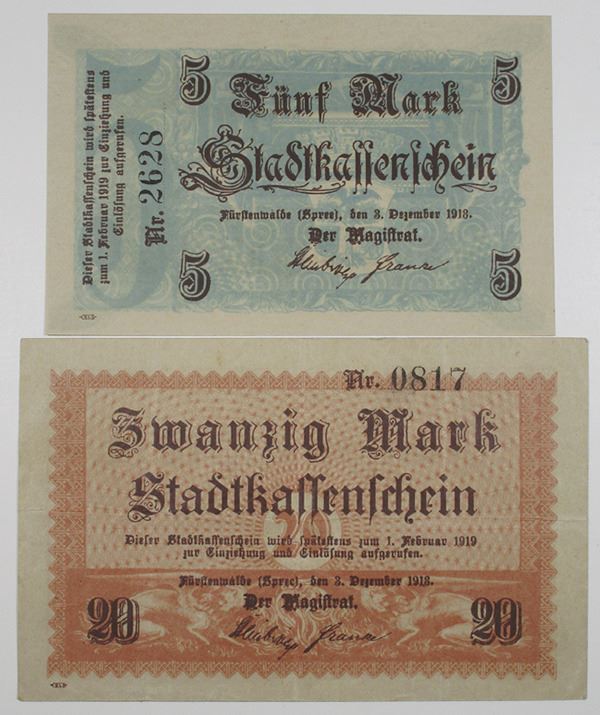 Dieser Stadtkassenschein wird spätestens
zum 1. Februar 1919 zur Einziehung und
Einlösung aufgerufen.
Nr. 2628
5 5
Fünf Mark
Stadtkassenschein
Fürstenwalde (Spree), den 3. Dezember 1918.
Der Magistrat.
5 5
Nr. 0817
Zwanzig Mark
Stadtkassenschein
20
Dieser Stadtkassenschein wird spätestens zum 1. Februar 1919
zur Einziehung und Einlösung aufgerufen.
Fürstenwalde (Spree), den 3. Dezember 1918.
Der Magistrat.
20 20